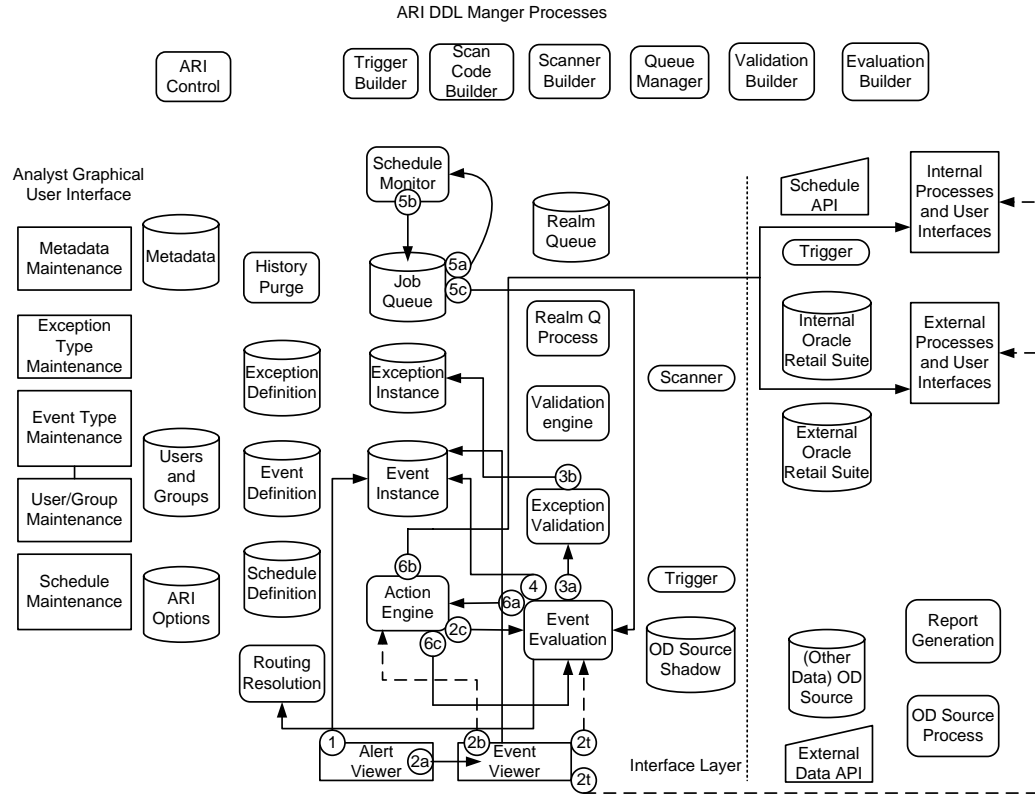 ARI DDL Manger Processes
ARI
Control
Trigger
Builder
Scan
Code
Builder
Scanner
Builder
Queue
Manager
Validation
Builder
Evaluation
Builder
Analyst Graphical
User Interface
Metadata
Maintenance
Exception
Type
Maintenance
Event Type
Maintenance
User/Group
Maintenance
Schedule
Maintenance
Metadata
Users
and
Groups
ARI
Options
History
Purge
Exception
Definition
Event
Definition
Schedule
Definition
Routing
Resolution
Schedule
Monitor
5b
Job
Queue
5a
5c
Exception
Instance
Event
Instance
6b
Action
Engine
6a
2c
6c
4
Realm
Queue
Realm Q
Process
Validation
engine
3b
Exception
Validation
3a
Event
Evaluation
Scanner
Trigger
OD Source
Shadow
1
Alert
Viewer
2a
2b
Event
Viewer
2t
2t
Interface Layer
Schedule
API
Trigger
Internal
Oracle
Retail Suite
External
Oracle
Retail Suite
(Other
Data) OD
Source
External
Data API
Internal
Processes
and User
Interfaces
External
Processes
and User
Interfaces
Report
Generation
OD Source
Process